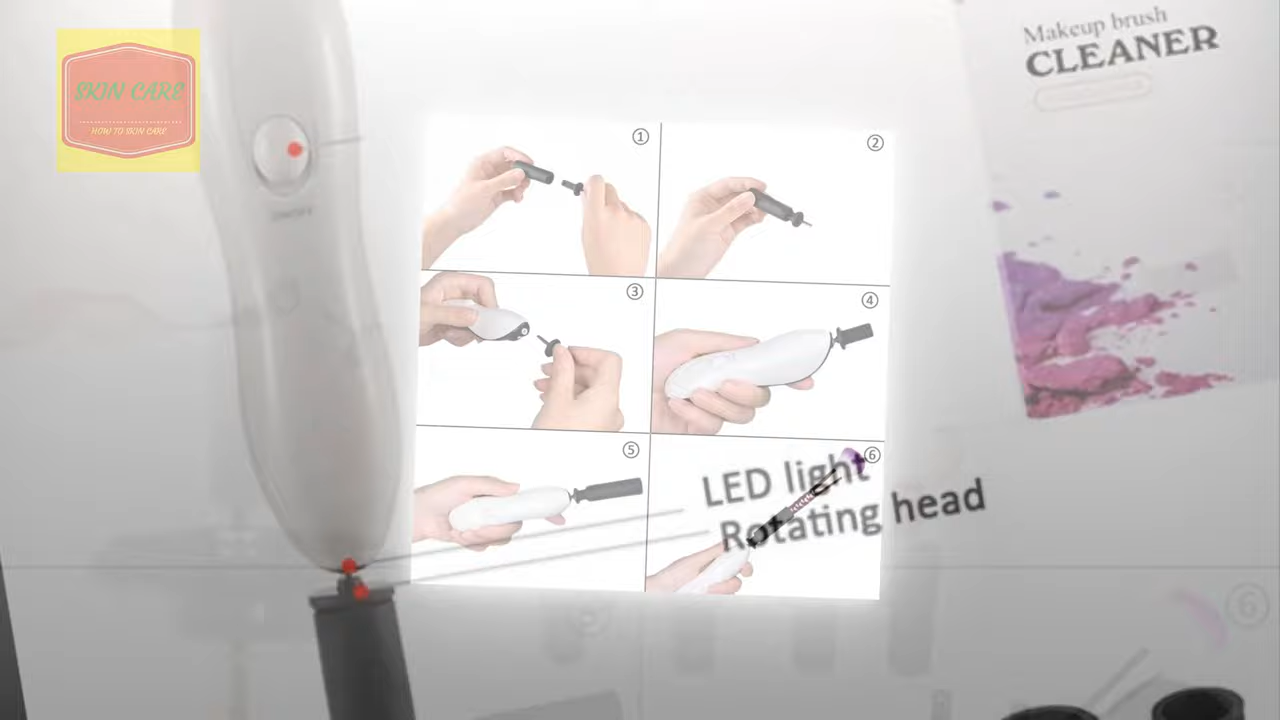 SKIN CARE
HOW TO SKIN CARE
Makeup brush
CLEANER
①
②
③
④
⑤
⑥
LED light
Rotating head
⑥